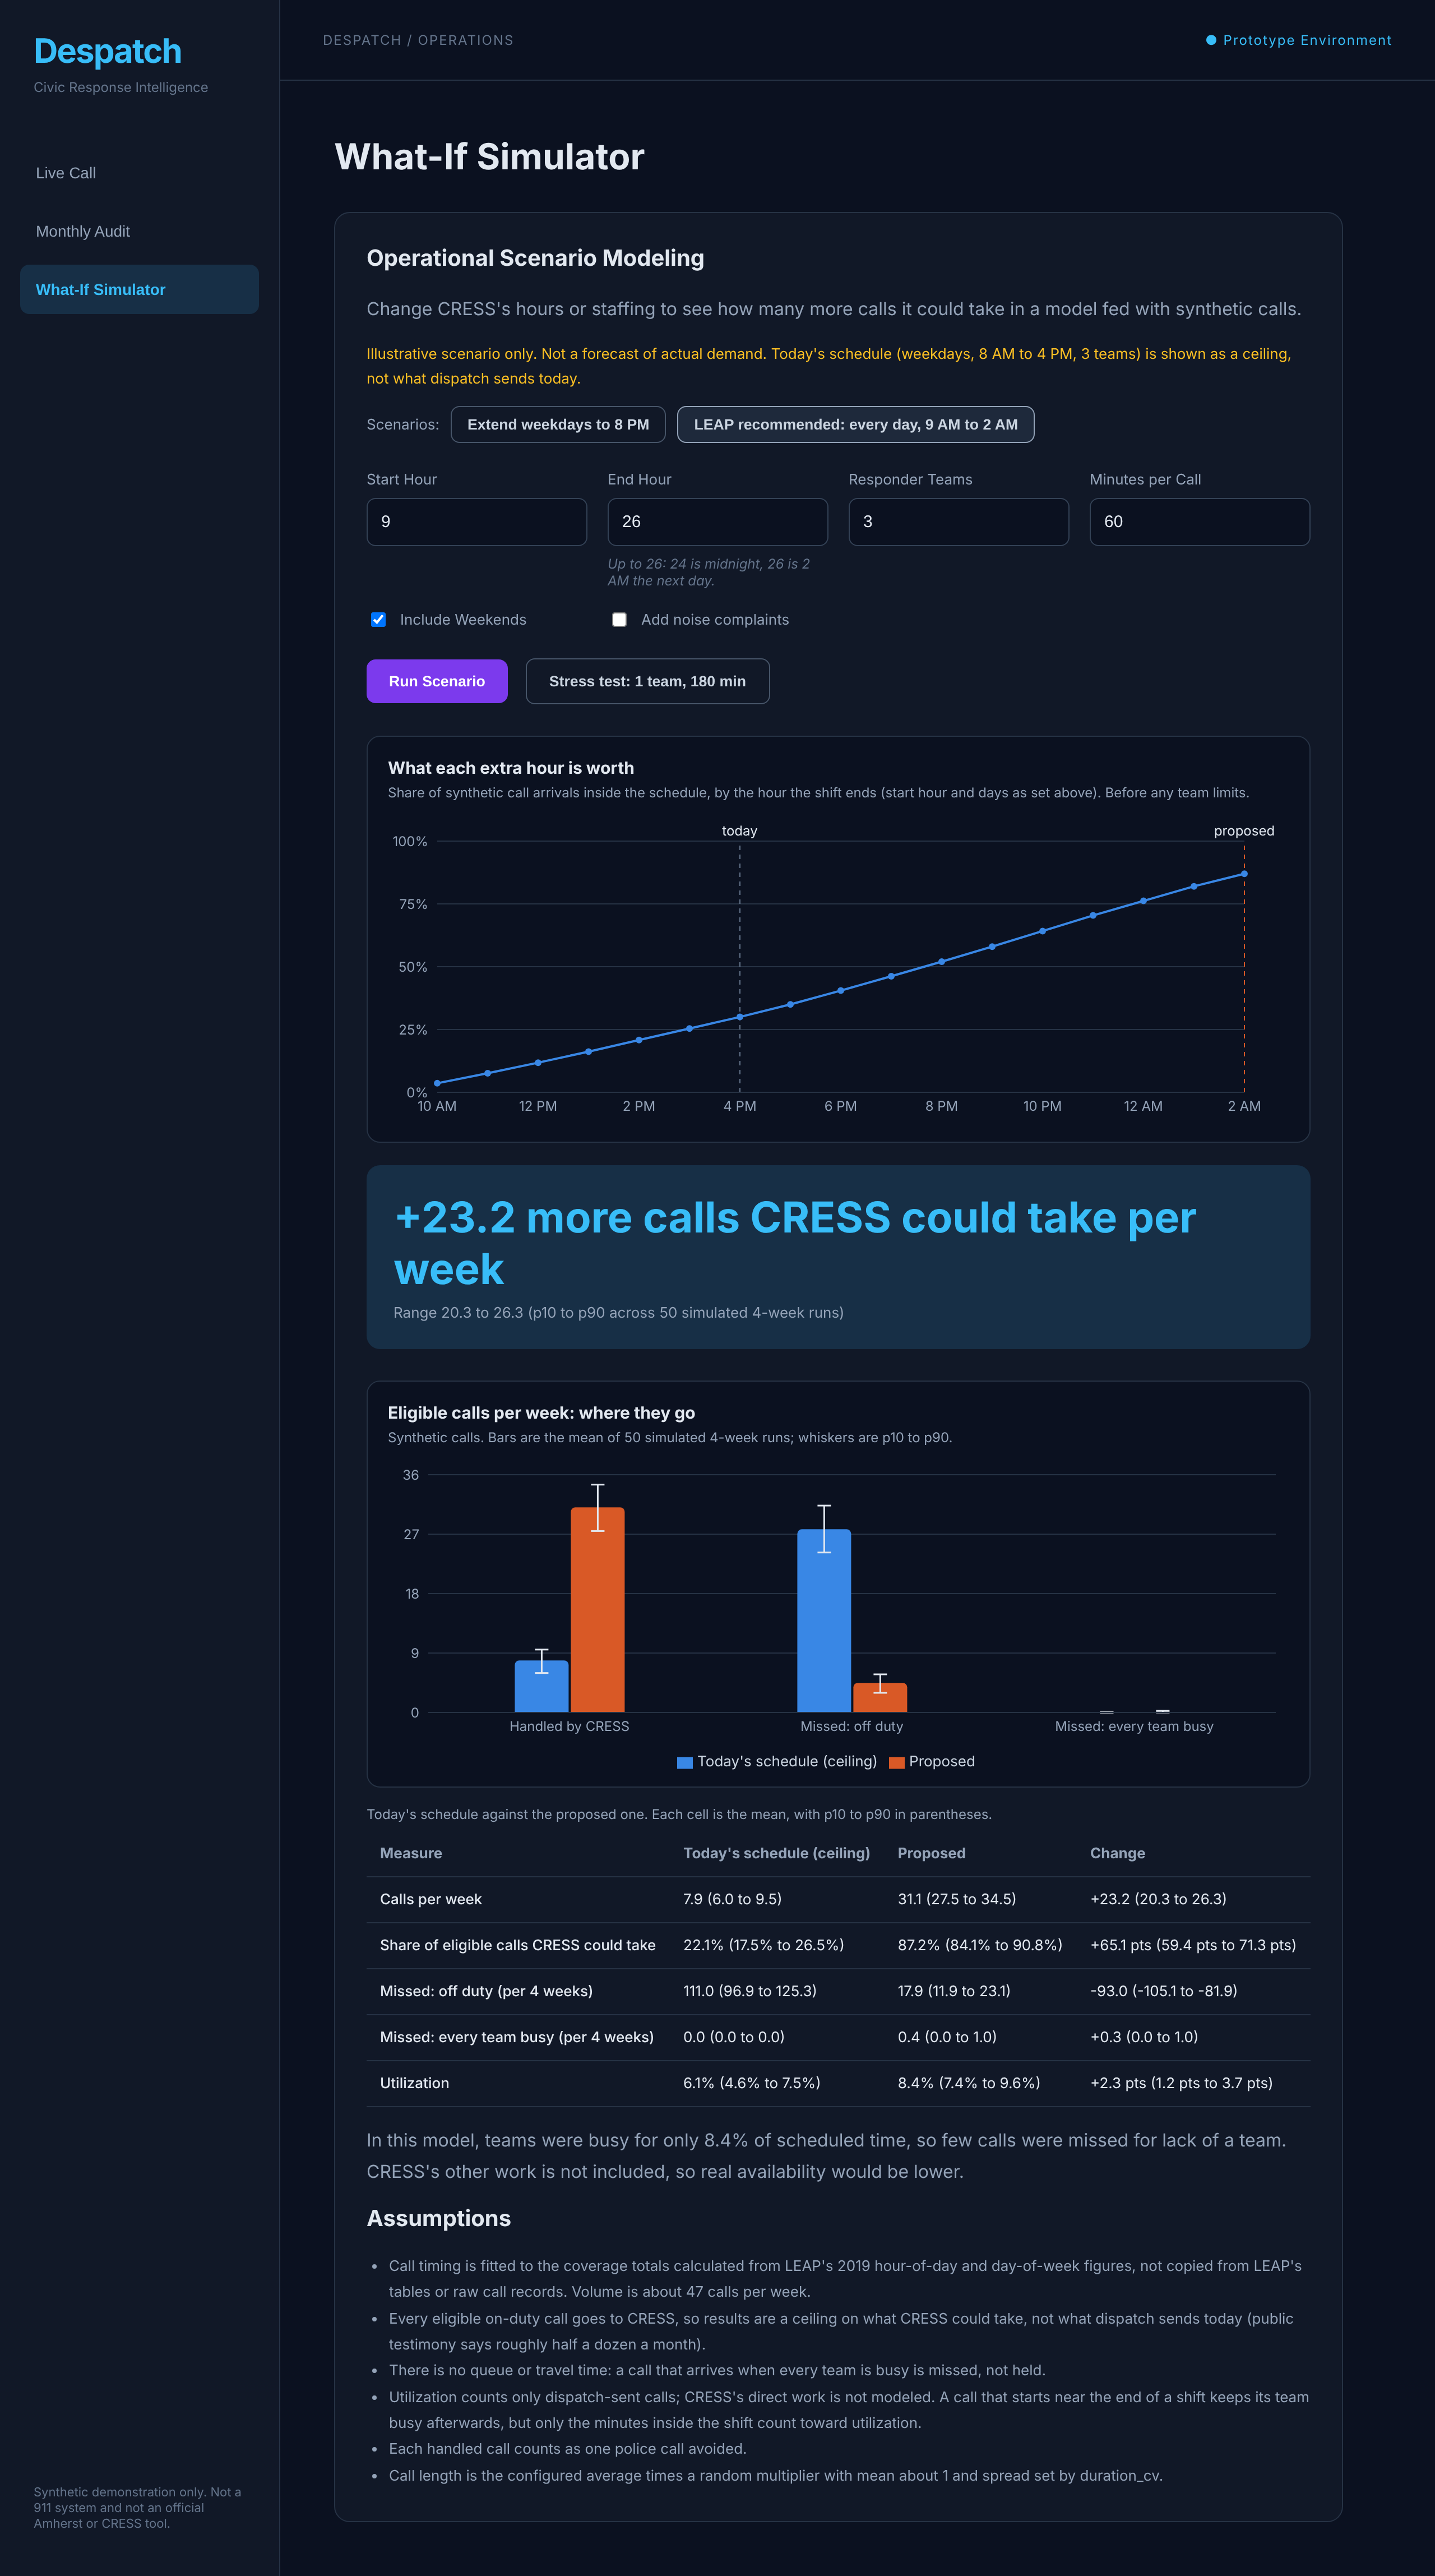 Despatch
Civic Response Intelligence
Live Call
Monthly Audit
What-If Simulator
Synthetic demonstration only. Not a
911 system and not an official
Amherst or CRESS tool.
DESPATCH / OPERATIONS
Prototype Environment
What-If Simulator
Operational Scenario Modeling
Change CRESS's hours or staffing to see how many more calls it could take in a model fed with synthetic calls.
Illustrative scenario only. Not a forecast of actual demand. Today's schedule (weekdays, 8 AM to 4 PM, 3 teams) is shown as a ceiling,
not what dispatch sends today.
Scenarios: Extend weekdays to 8 PM LEAP recommended: every day, 9 AM to 2 AM
Start Hour End Hour Responder Teams Minutes per Call
9 26 3 60
Up to 26: 24 is midnight, 26 is 2
AM the next day.
Include Weekends Add noise complaints
Run Scenario Stress test: 1 team, 180 min
What each extra hour is worth
Share of synthetic call arrivals inside the schedule, by the hour the shift ends (start hour and days as set above). Before any team limits.
today proposed
100%
75%
50%
25%
0%
10 AM 12 PM 2 PM 4 PM 6 PM 8 PM 10 PM 12 AM 2 AM
+23.2 more calls CRESS could take per
week
Range 20.3 to 26.3 (p10 to p90 across 50 simulated 4-week runs)
Eligible calls per week: where they go
Synthetic calls. Bars are the mean of 50 simulated 4-week runs; whiskers are p10 to p90.
36
27
18
9
0
Handled by CRESS Missed: off duty Missed: every team busy
Today's schedule (ceiling) Proposed
Today's schedule against the proposed one. Each cell is the mean, with p10 to p90 in parentheses.
Measure Today's schedule (ceiling) Proposed Change
Calls per week 7.9 (6.0 to 9.5) 31.1 (27.5 to 34.5) +23.2 (20.3 to 26.3)
Share of eligible calls CRESS could take 22.1% (17.5% to 26.5%) 87.2% (84.1% to 90.8%) +65.1 pts (59.4 pts to 71.3 pts)
Missed: off duty (per 4 weeks) 111.0 (96.9 to 125.3) 17.9 (11.9 to 23.1) -93.0 (-105.1 to -81.9)
Missed: every team busy (per 4 weeks) 0.0 (0.0 to 0.0) 0.4 (0.0 to 1.0) +0.3 (0.0 to 1.0)
Utilization 6.1% (4.6% to 7.5%) 8.4% (7.4% to 9.6%) +2.3 pts (1.2 pts to 3.7 pts)
In this model, teams were busy for only 8.4% of scheduled time, so few calls were missed for lack of a team.
CRESS's other work is not included, so real availability would be lower.
Assumptions
• Call timing is fitted to the coverage totals calculated from LEAP's 2019 hour-of-day and day-of-week figures, not copied from LEAP's
tables or raw call records. Volume is about 47 calls per week.
• Every eligible on-duty call goes to CRESS, so results are a ceiling on what CRESS could take, not what dispatch sends today (public
testimony says roughly half a dozen a month).
• There is no queue or travel time: a call that arrives when every team is busy is missed, not held.
• Utilization counts only dispatch-sent calls; CRESS's direct work is not modeled. A call that starts near the end of a shift keeps its team
busy afterwards, but only the minutes inside the shift count toward utilization.
• Each handled call counts as one police call avoided.
• Call length is the configured average times a random multiplier with mean about 1 and spread set by duration_cv.